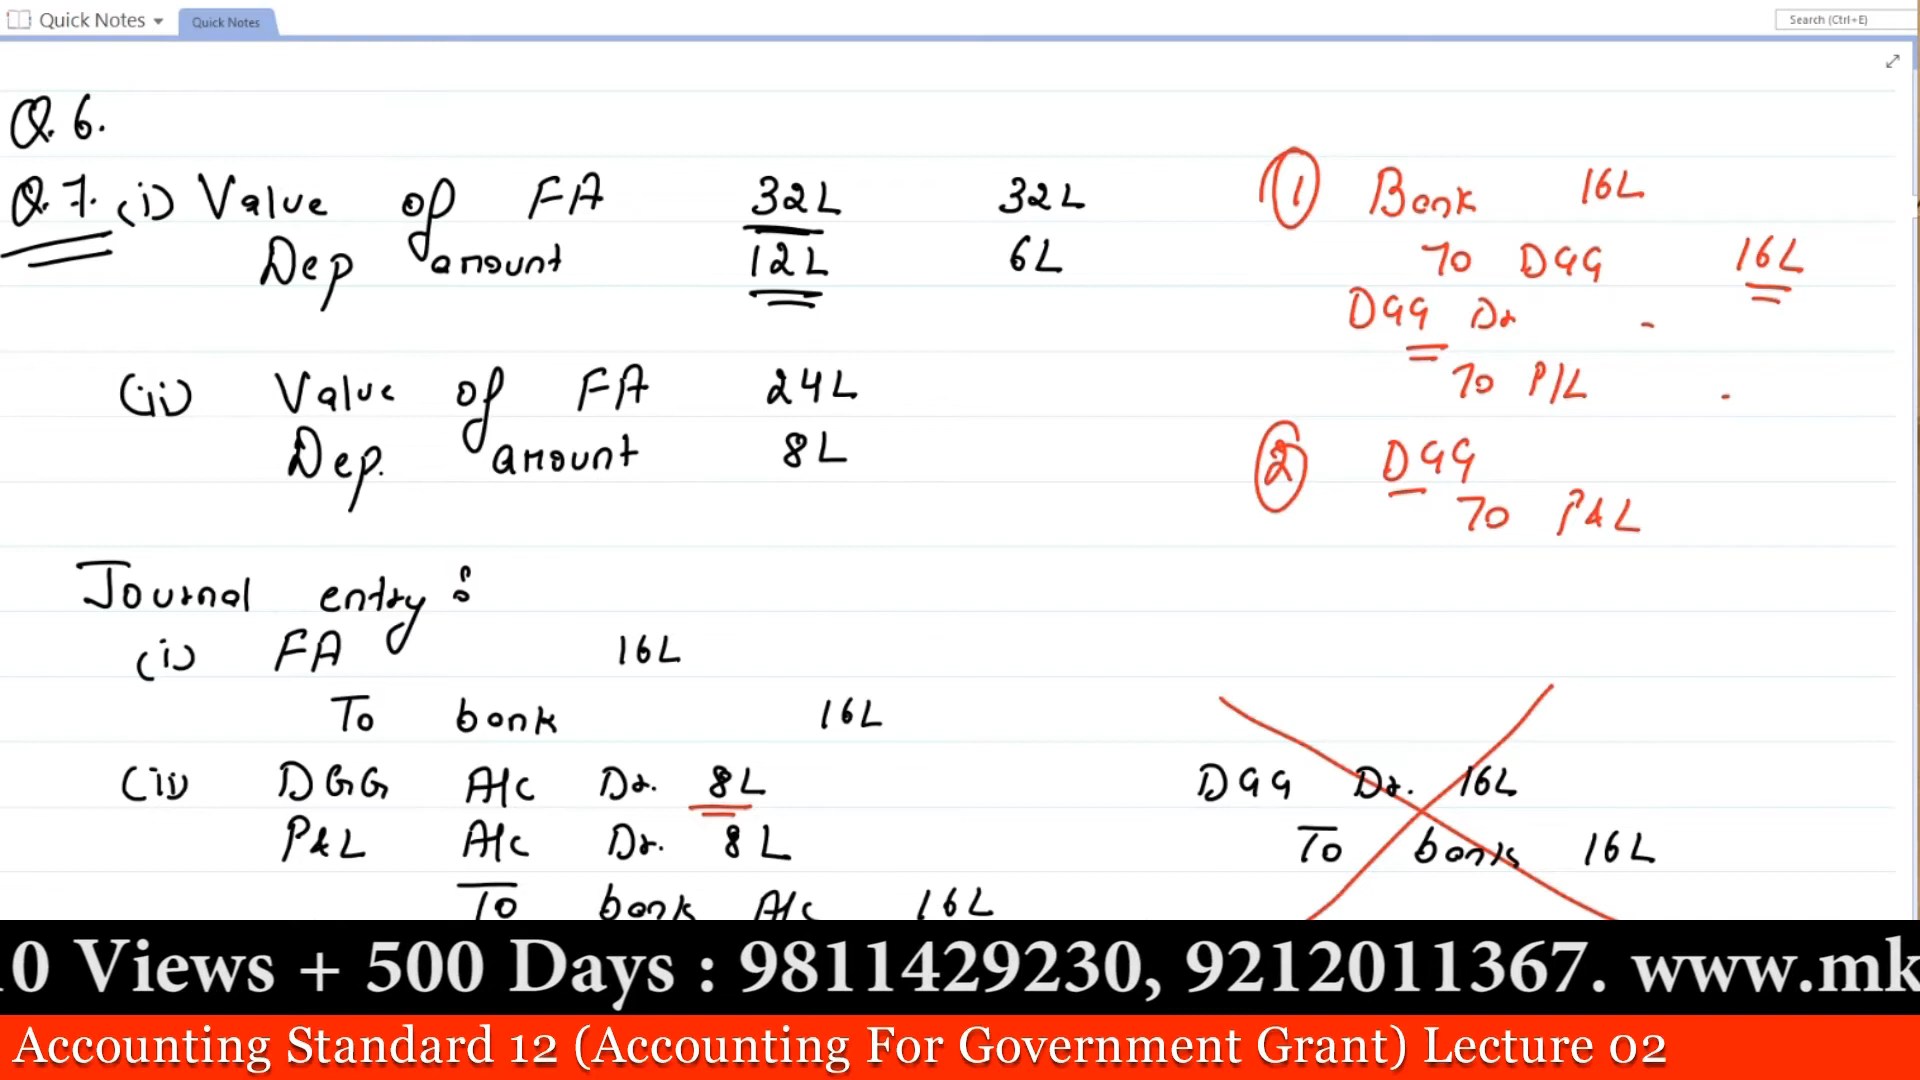 Quick Notes
Quick Notes
Search (Ctrl+E)
Q. 6.
Q. 7. (i) Value of FA 32L 32L
Dep amount 12L 6L
(ii) Value of FA 24L
Dep. amount 8L
Journal entry :
(i) FA 16L
To bank 16L
(ii) DGG A/c Dr. 8L
P&L A/c Dr. 8L
To bank A/c 16L
① Bank 16L
To DGG 16L
DGG Dr -
To P/L .
② DGG
To P&L
DGG Dr. 16L
To bank 16L
0 Views + 500 Days : 9811429230, 9212011367. www.mk
Accounting Standard 12 (Accounting For Government Grant) Lecture 02